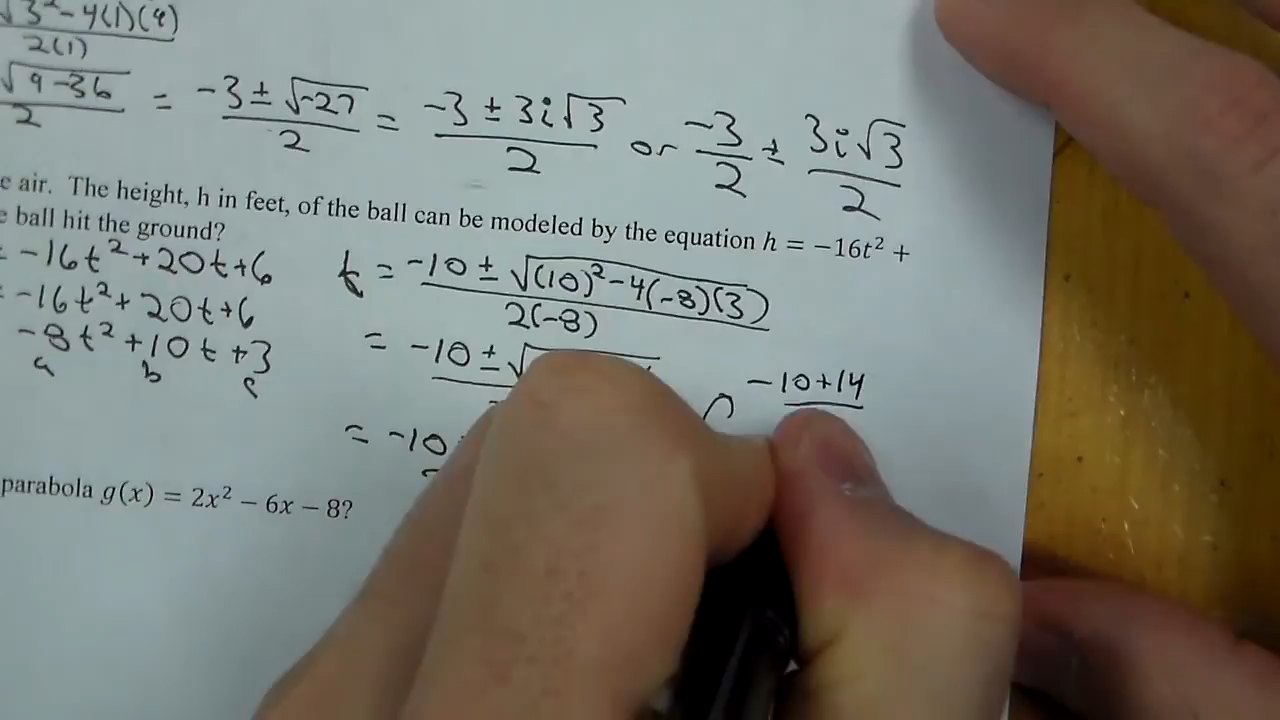 √3² - 4(1)(9)
2(1)
√9-36 / 2 = -3 ± √-27 / 2 = -3 ± 3i√3 / 2 or -3/2 ± 3i√3 / 2
e air. The height, h in feet, of the ball can be modeled by the equation h = −16t² +
e ball hit the ground?
= -16t² + 20t + 6
= -16t² + 20t + 6
-8t² + 10t + 3
a b c
t = -10 ± √(10)² - 4(-8)(3) / 2(-8)
= -10 ± √
-10 + 14
= -10
parabola g(x) = 2x² − 6x − 8?